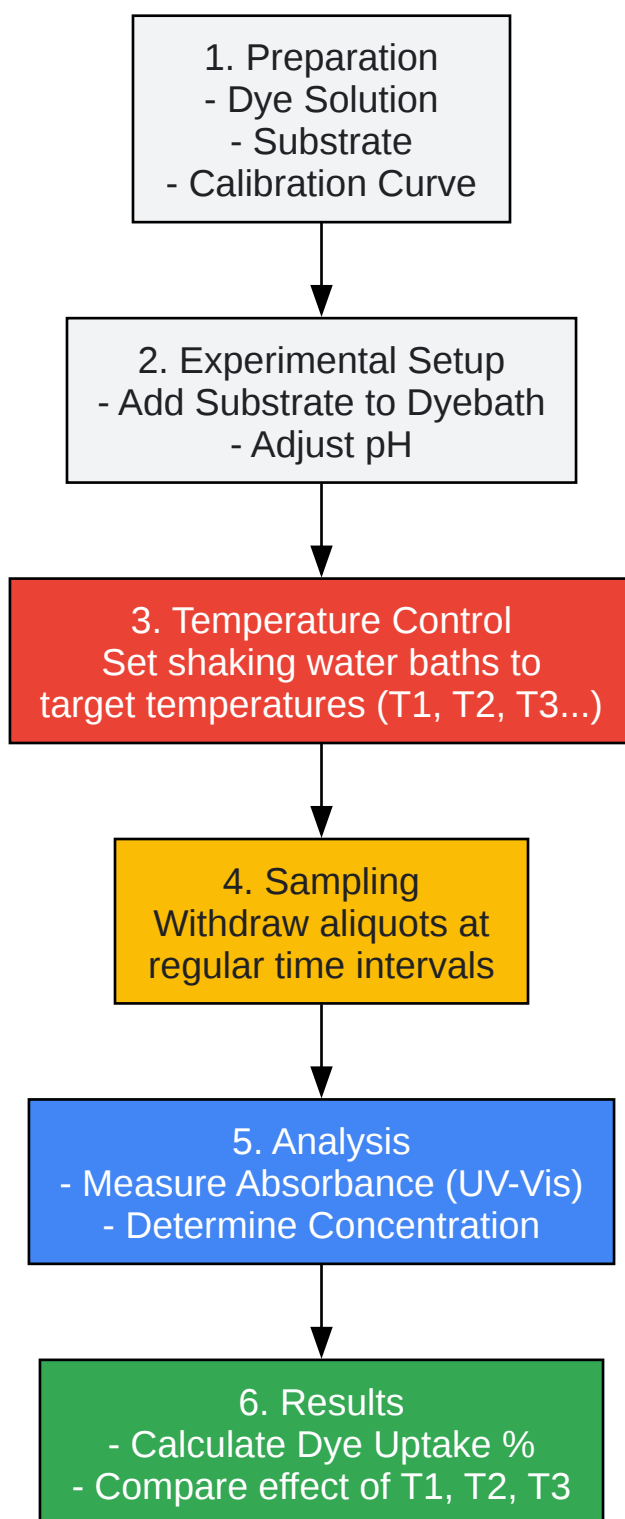 1. Preparation
- Dye Solution
- Substrate
- Calibration Curve
2. Experimental Setup
- Add Substrate to Dyebath
- Adjust pH
3. Temperature Control
Set shaking water baths to
target temperatures (T1, T2, T3...)
4. Sampling
Withdraw aliquots at
regular time intervals
5. Analysis
- Measure Absorbance (UV-Vis)
- Determine Concentration
6. Results
- Calculate Dye Uptake %
- Compare effect of T1, T2, T3